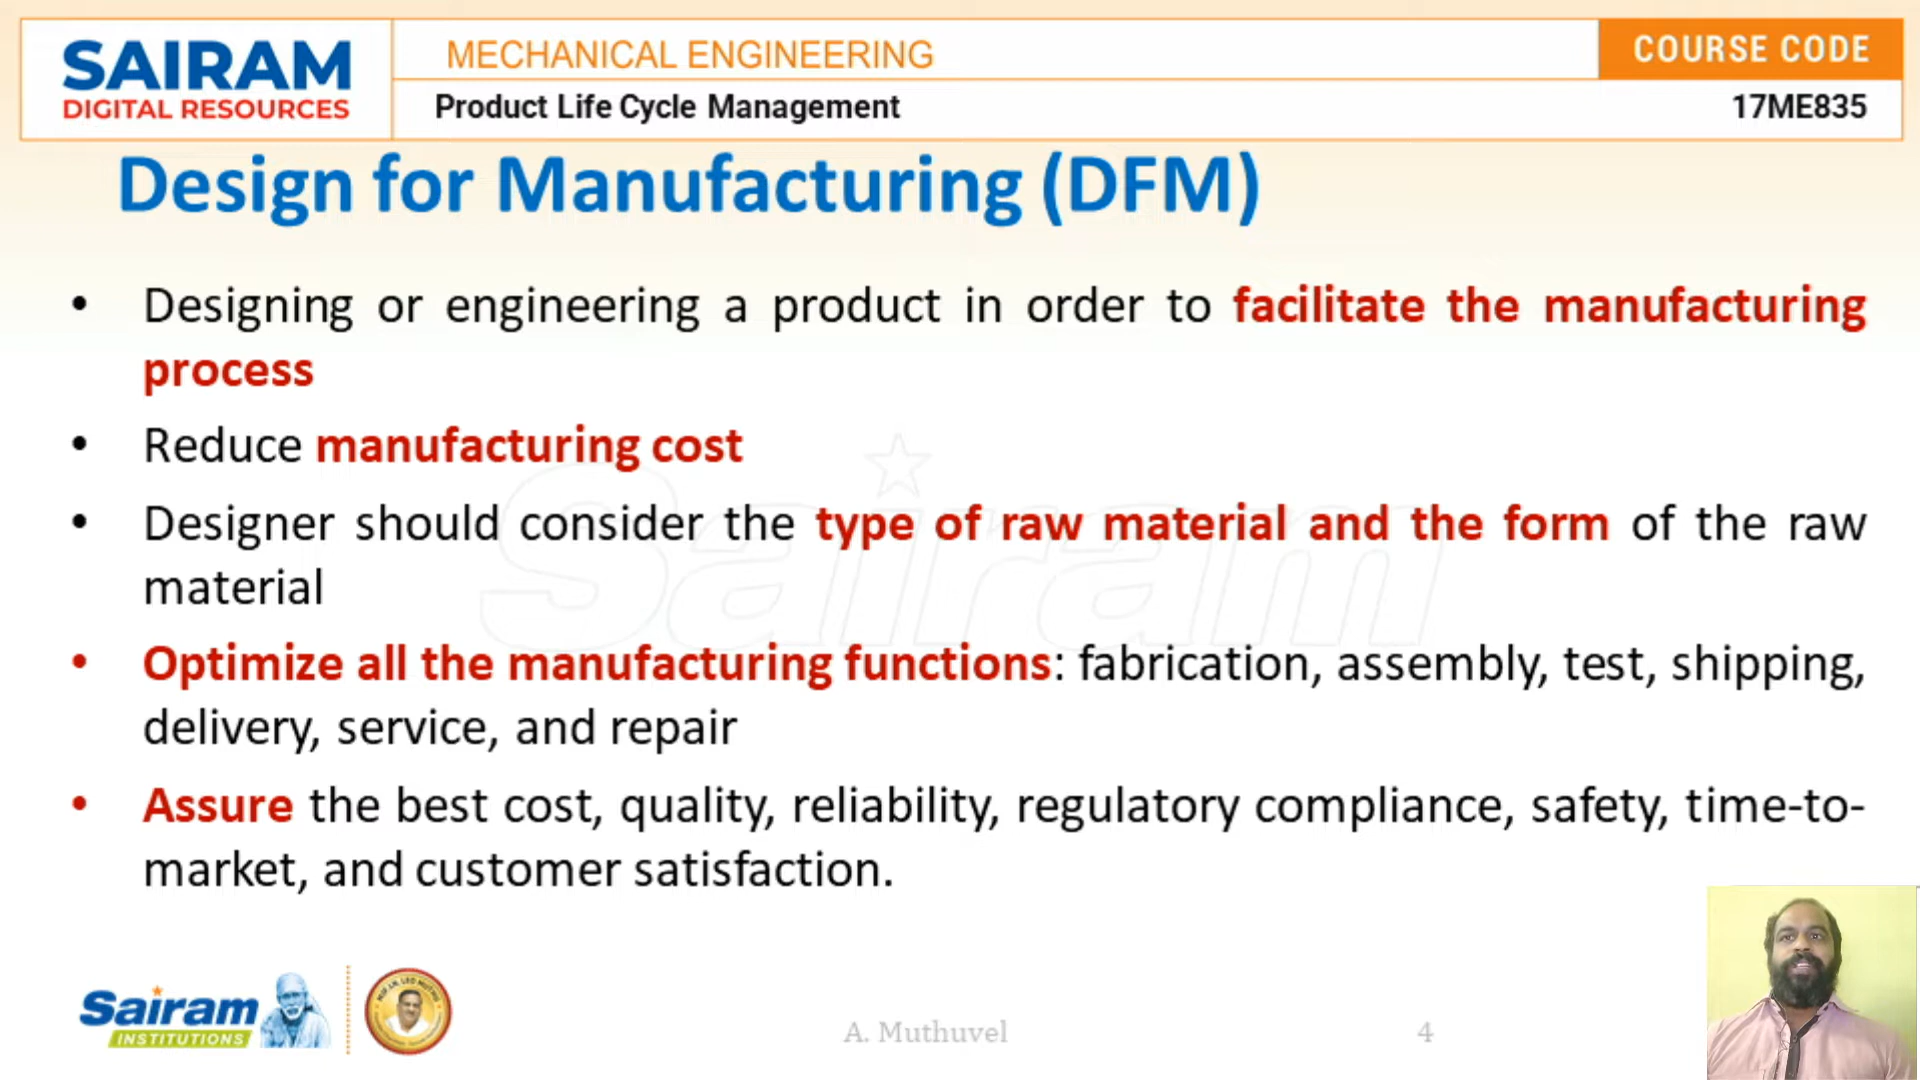 SAIRAM
DIGITAL RESOURCES
MECHANICAL ENGINEERING
COURSE CODE
Product Life Cycle Management
17ME835
Design for Manufacturing (DFM)
• Designing or engineering a product in order to facilitate the manufacturing
process
• Reduce manufacturing cost
• Designer should consider the type of raw material and the form of the raw
material
• Optimize all the manufacturing functions: fabrication, assembly, test, shipping,
delivery, service, and repair
• Assure the best cost, quality, reliability, regulatory compliance, safety, time-to-
market, and customer satisfaction.
Sairam
Sairam
INSTITUTIONS
A. Muthuvel
4